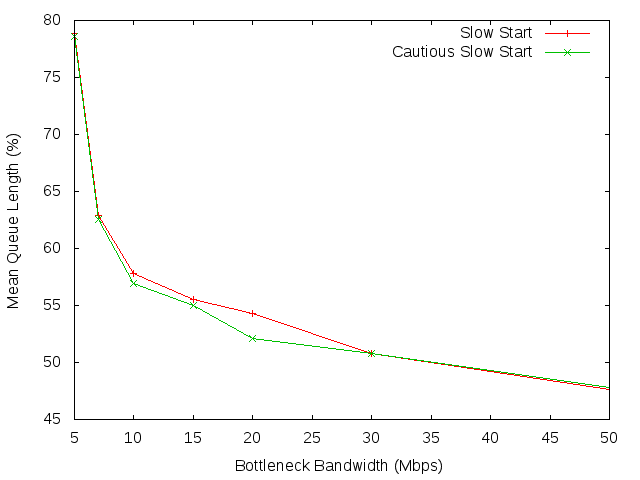 Slow Start
Cautious Slow Start
80
75
70
65
60
55
50
45
Mean Queue Length (%)
5 10 15 20 25 30 35 40 45 50
Bottleneck Bandwidth (Mbps)